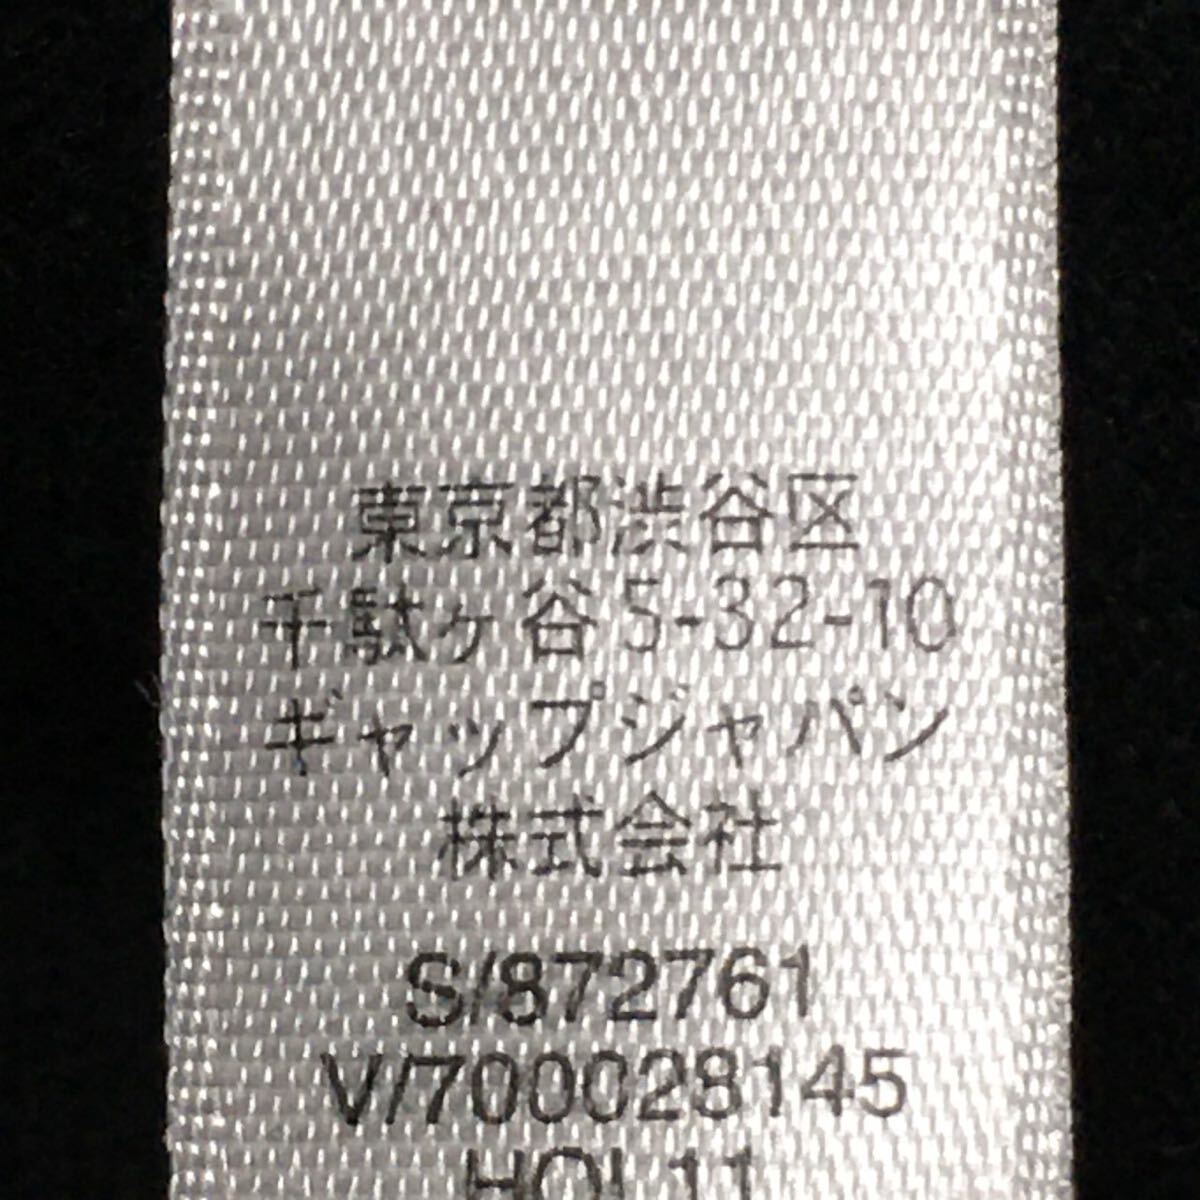 東京都渋谷区
千駄ケ谷5-32-10
ギャップジャパン
株式会社
S/872761
V/700028145
HOL11